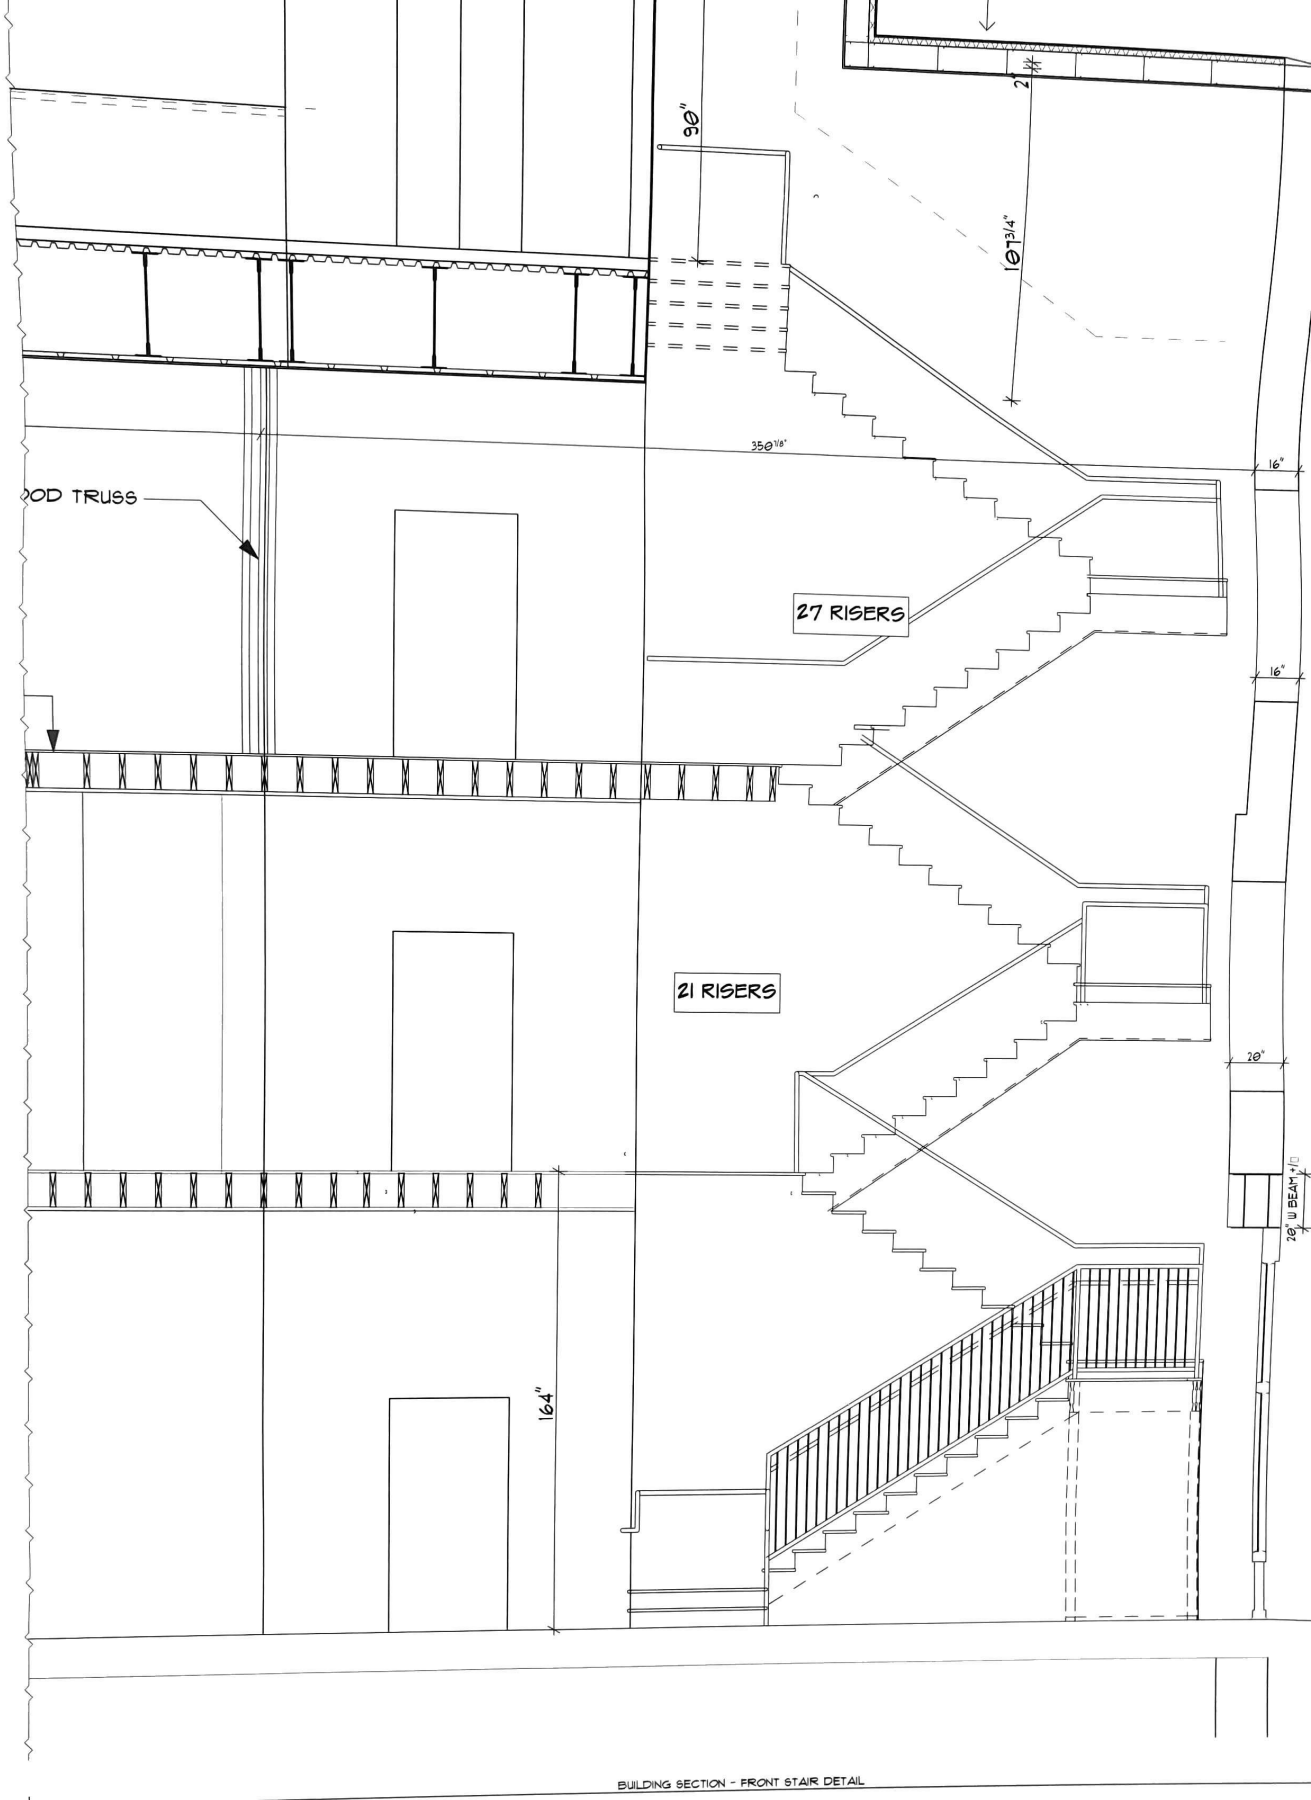 90"
2"
107 3/4"
350 7/8"
16"
OOD TRUSS
27 RISERS
16"
21 RISERS
20"
20" W BEAM +/-
164"
BUILDING SECTION - FRONT STAIR DETAIL